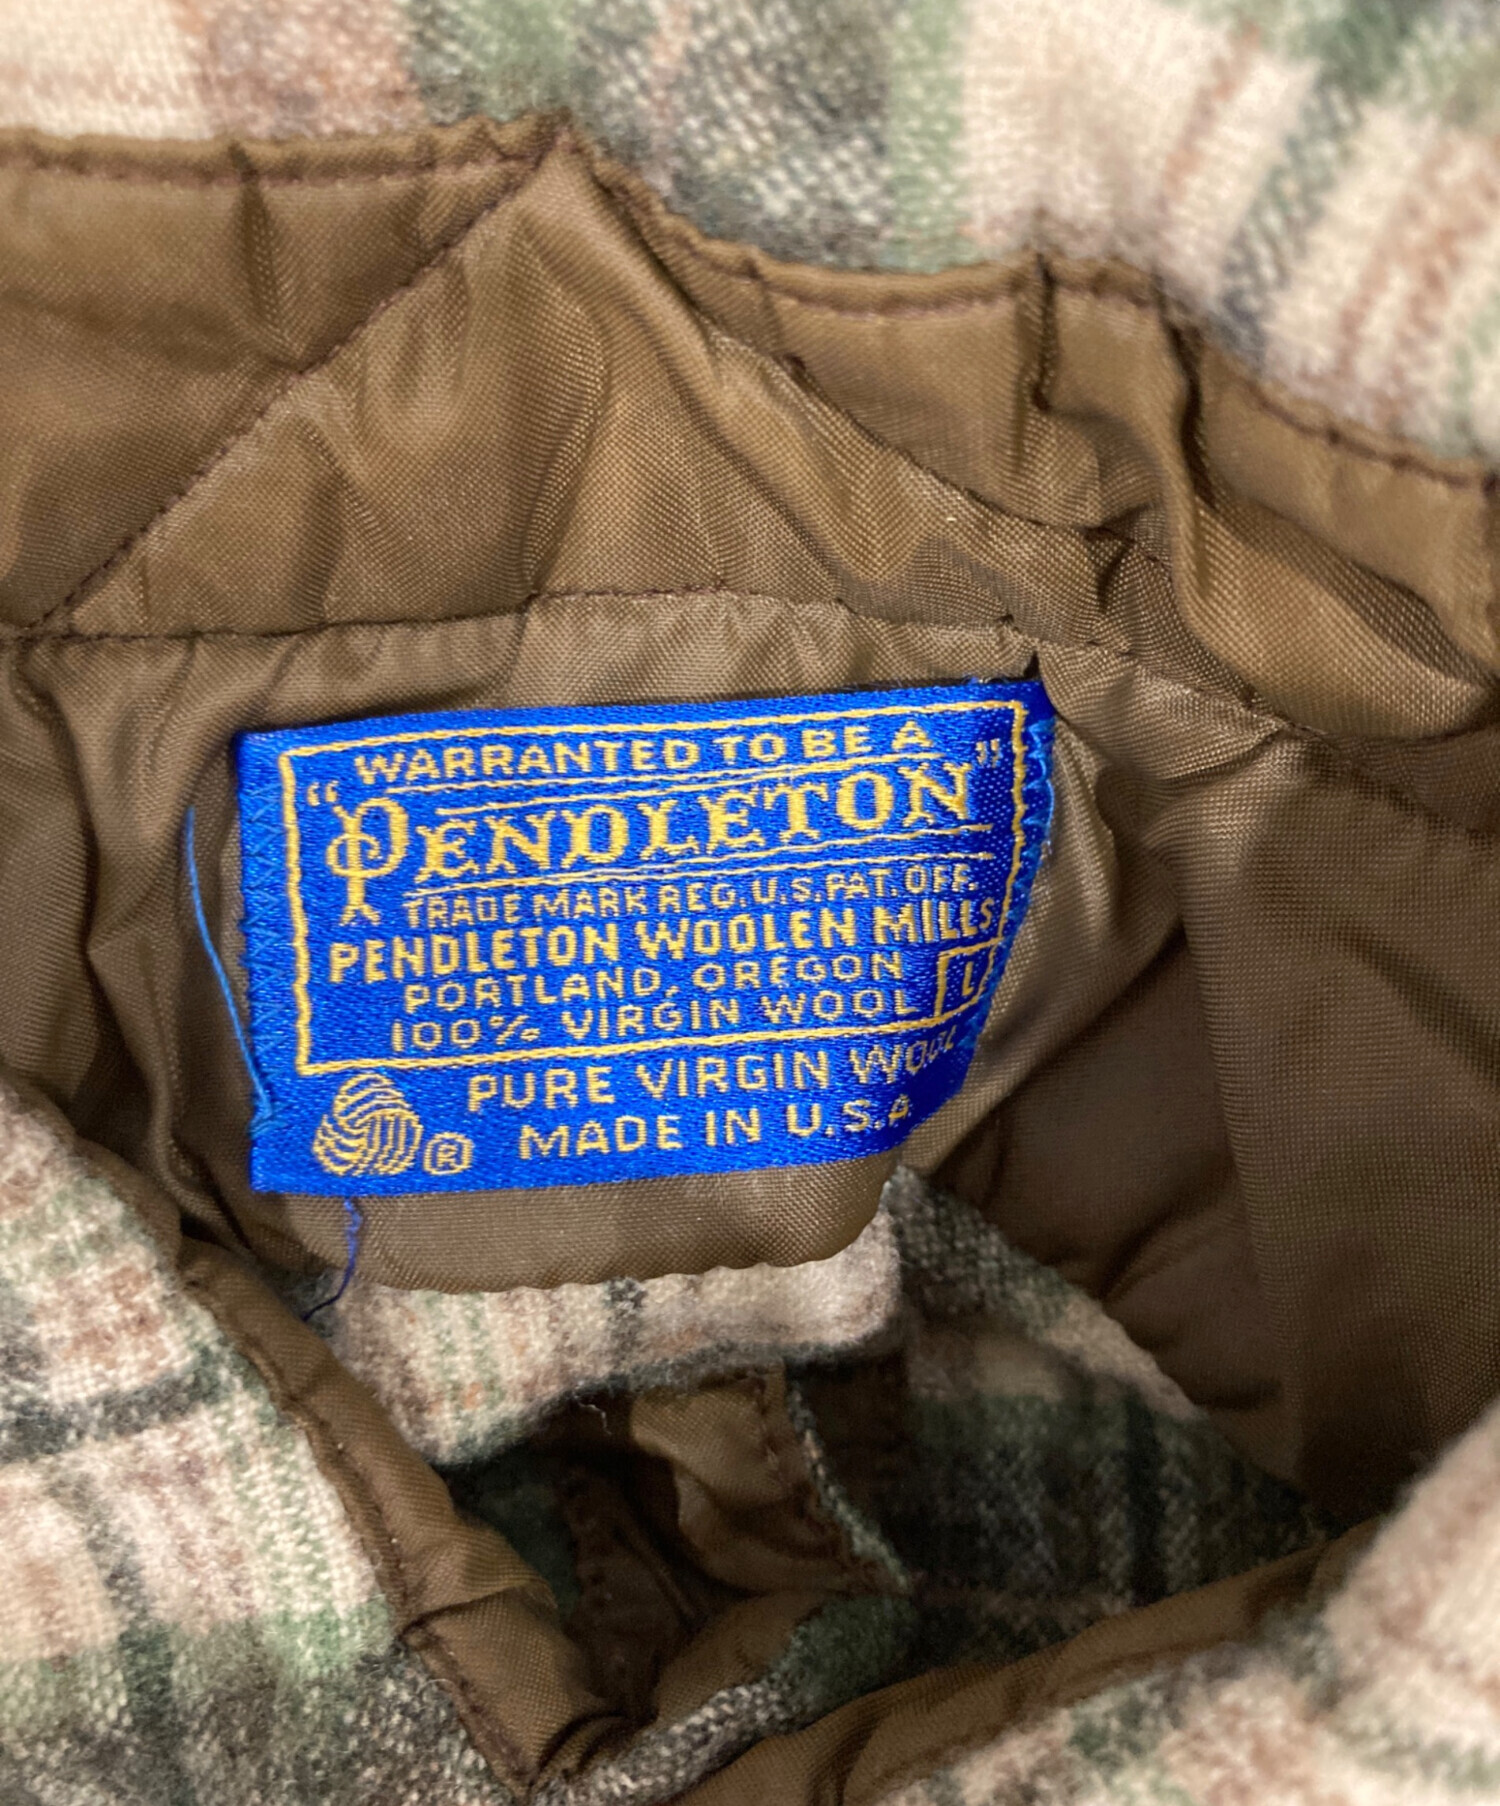 WARRANTED TO BE A
"PENDLETON"
TRADE MARK REG. U.S. PAT. OFF.
PENDLETON WOOLEN MILLS
PORTLAND, OREGON
100% VIRGIN WOOL L
PURE VIRGIN WOOL
® MADE IN U.S.A.